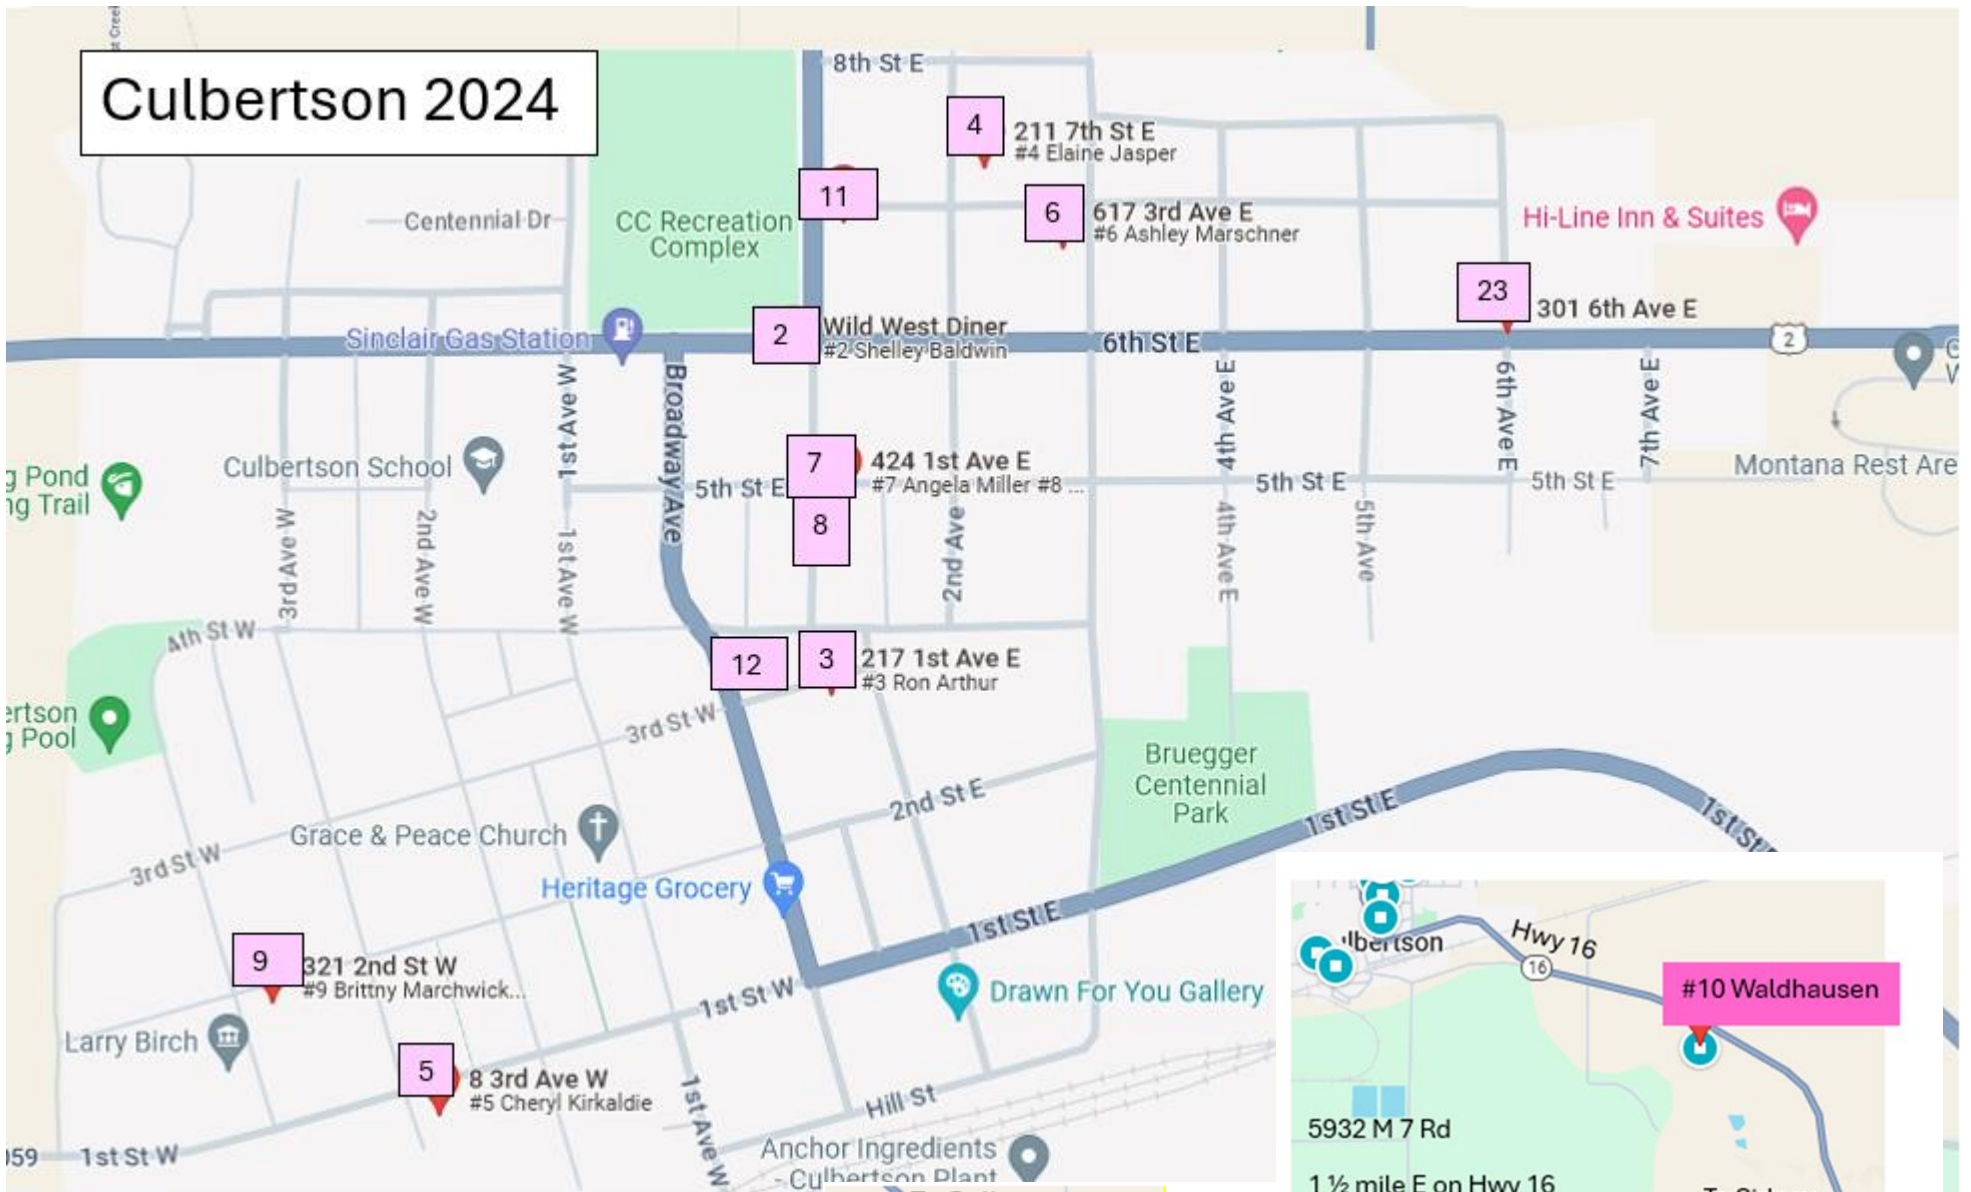 Culbertson 2024
8th St E
4
211 7th St E
#4 Elaine Jasper
11
6
617 3rd Ave E
#6 Ashley Marschner
Centennial Dr
CC Recreation
Complex
Hi-Line Inn & Suites
23
301 6th Ave E
Sinclair Gas Station
2
Wild West Diner
#2 Shelley Baldwin
6th St E
2
1st Ave W
Broadway Ave
4th Ave E
6th Ave E
7th Ave E
Culbertson School
7
424 1st Ave E
#7 Angela Miller #8 ...
Montana Rest Are
g Pond
ng Trail
5th St E
5th St E
5th St E
8
3rd Ave W
2nd Ave W
1st Ave W
2nd Ave
4th Ave E
5th Ave
4th St W
12
3
217 1st Ave E
#3 Ron Arthur
ertson
g Pool
3rd St W
Bruegger
Centennial
Park
2nd St E
1st St E
1st St
Grace & Peace Church
3rd St W
Heritage Grocery
1st St E
9
321 2nd St W
#9 Brittny Marchwick...
1st St W
Drawn For You Gallery
Larry Birch
5
8 3rd Ave W
#5 Cheryl Kirkaldie
1st Ave W
Hill St
Anchor Ingredients
- Culbertson Plant
1st St W
lbertson
Hwy 16
16
#10 Waldhausen
5932 M 7 Rd
1 ½ mile E on Hwy 16